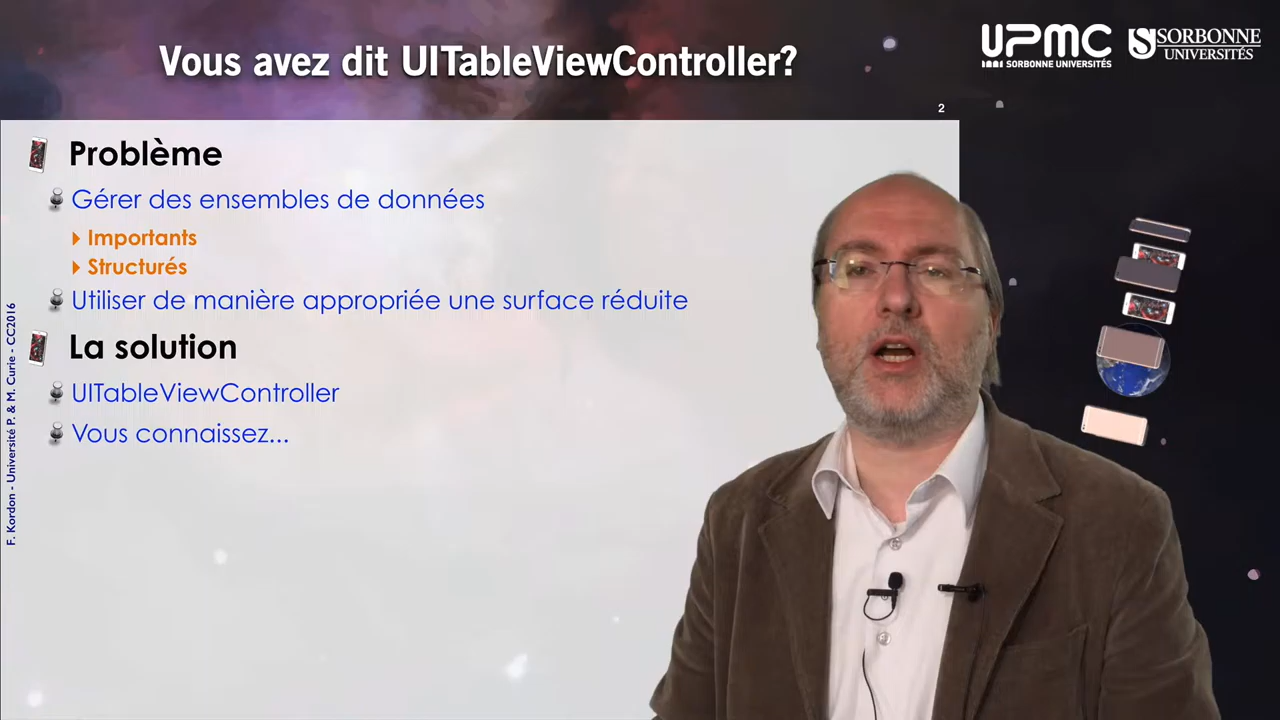 Vous avez dit UITableViewController?
UPMC
SORBONNE UNIVERSITÉS
SORBONNE
UNIVERSITÉS
2
Problème
Gérer des ensembles de données
Importants
Structurés
Utiliser de manière appropriée une surface réduite
La solution
UITableViewController
Vous connaissez...
F. Kordon - Université P. & M. Curie - CC2016